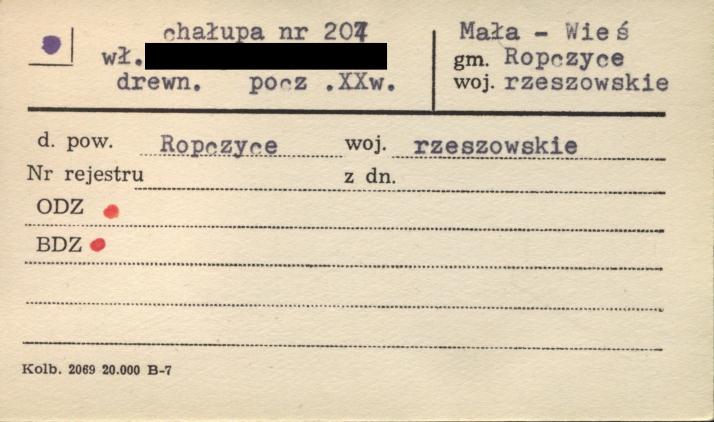 chałupa nr 207
wł.
drewn. pocz .XXw.
Mała - Wieś
gm. Ropczyce
woj. rzeszowskie
d. pow. Ropczyce woj. rzeszowskie
Nr rejestru z dn.
ODZ
BDZ
Kolb. 2069 20.000 B-7